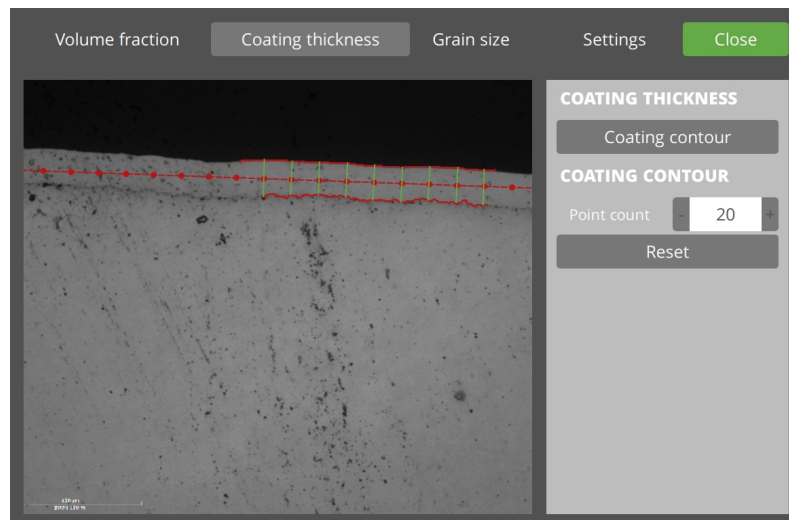 Volume fraction
Coating thickness
Grain size
Settings
Close
COATING THICKNESS
Coating contour
COATING CONTOUR
Point count
-
20
+
Reset